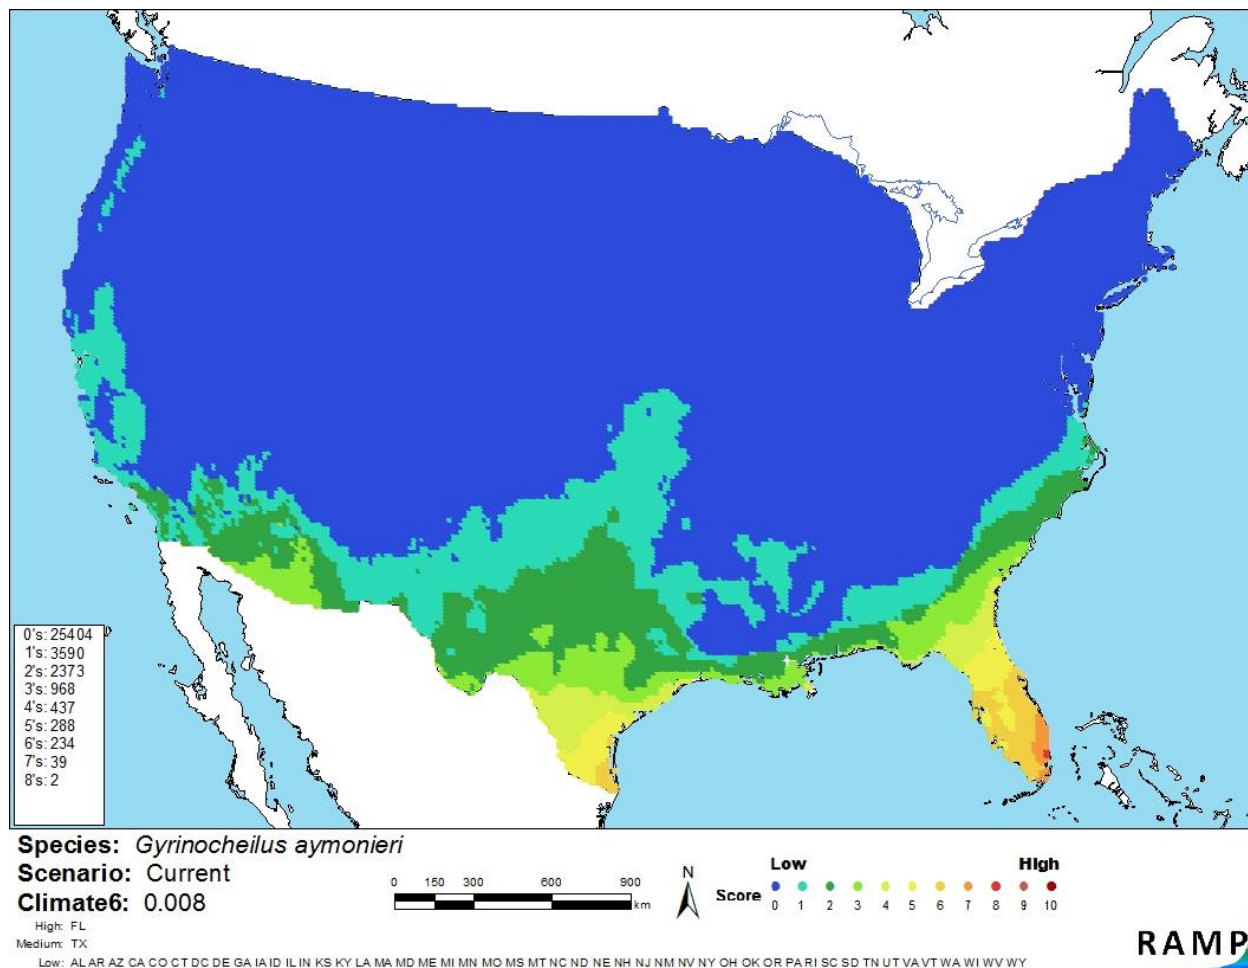 0's: 25404
1's: 3590
2's: 2373
3's: 968
4's: 437
5's: 288
6's: 234
7's: 39
8's: 2
Species: Gyrinocheilus aymonieri
Scenario: Current
Climate6: 0.008
High: FL
Medium: TX
Low: AL AR AZ CA CO CT DC DE GA IA ID IL IN KS KY LA MA MD ME MI MN MO MS MT NC ND NE NH NJ NM NV NY OH OK OR PA RI SC SD TN UT VA VT WA WI WV WY
0 150 300 600 900
km
N
Low High
Score
0 1 2 3 4 5 6 7 8 9 10
RAMP